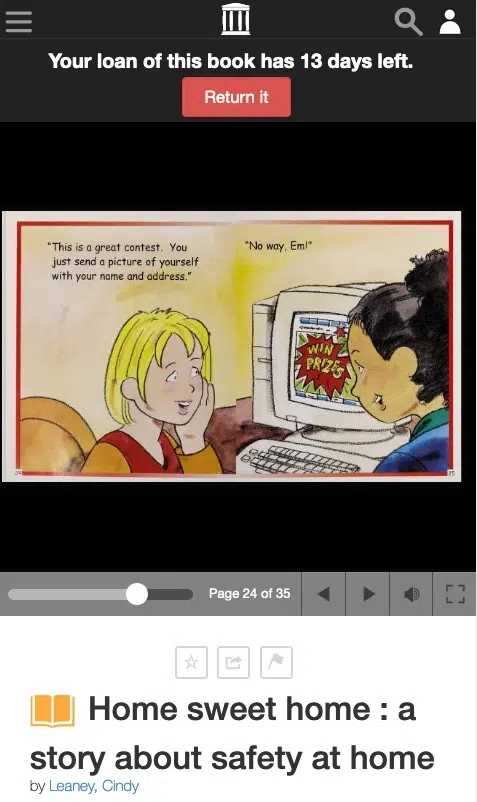 Your loan of this book has 13 days left.
Return it
"This is a great contest. You
just send a picture of yourself
with your name and address."
"No way, Em!"
WIN
PRIZES
24
25
Page 24 of 35
Home sweet home : a
story about safety at home
by Leaney, Cindy